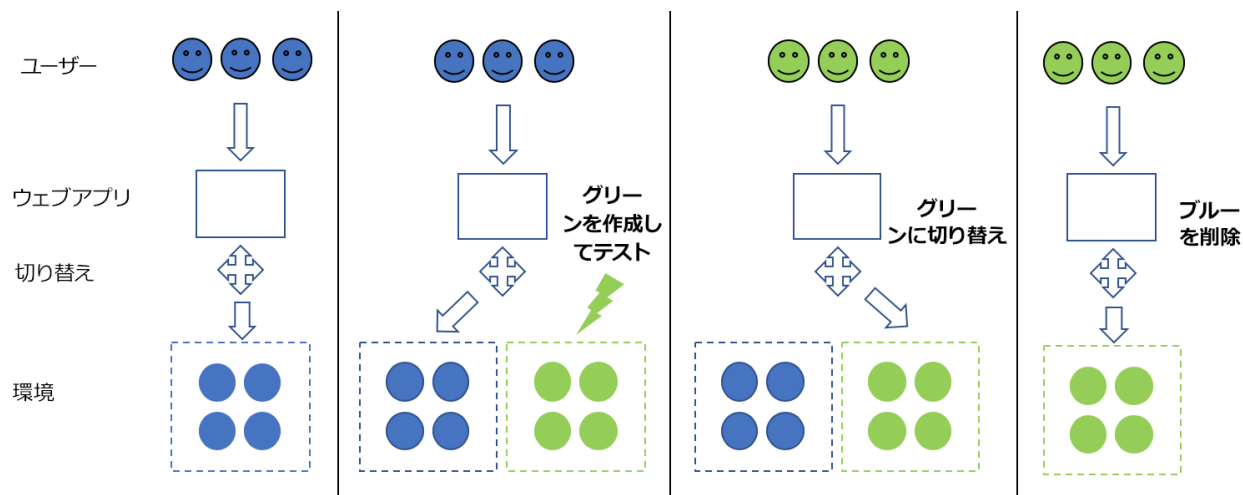 ユーザー
ウェブアプリ
切り替え
環境
グリー
ンを作成し
てテスト
グリー
ンに切り替え
ブルー
を削除